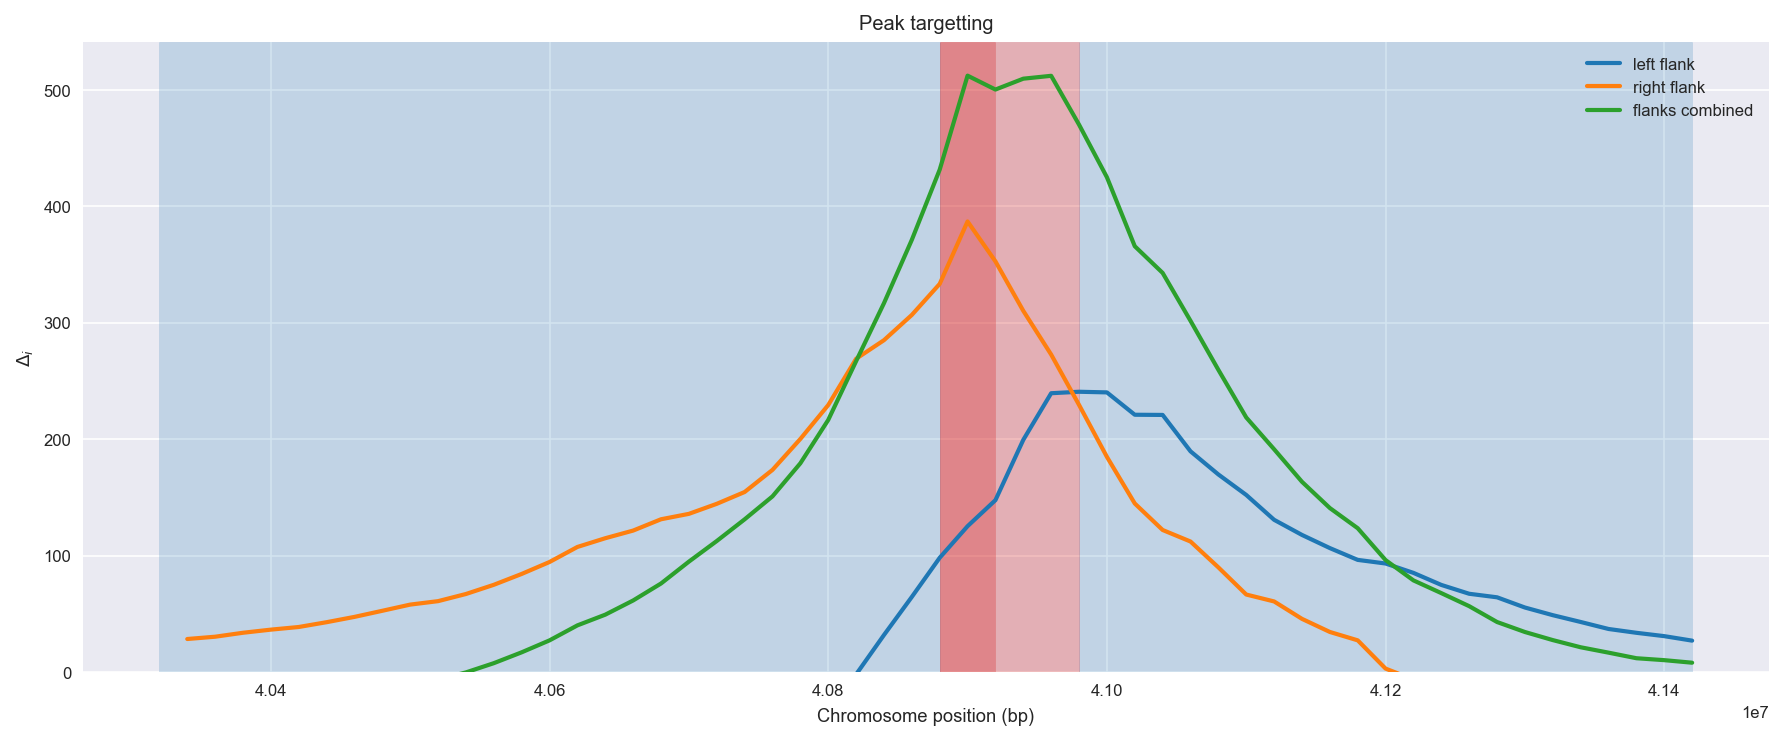 Peak targetting
left flank
right flank
flanks combined
500
400
300
200
100
0
Δi
4.04
4.06
4.08
4.10
4.12
4.14
1e7
Chromosome position (bp)